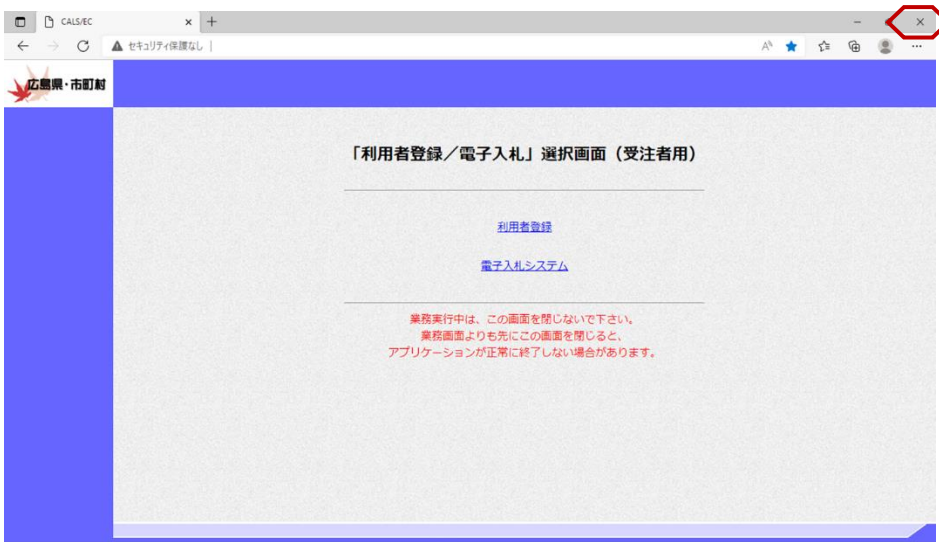 CALS/EC
セキュリティ保護なし
広島県・市町村
「利用者登録／電子入札」選択画面（受注者用）
利用者登録
電子入札システム
業務実行中は、この画面を閉じないで下さい。
業務画面よりも先にこの画面を閉じると、
アプリケーションが正常に終了しない場合があります。